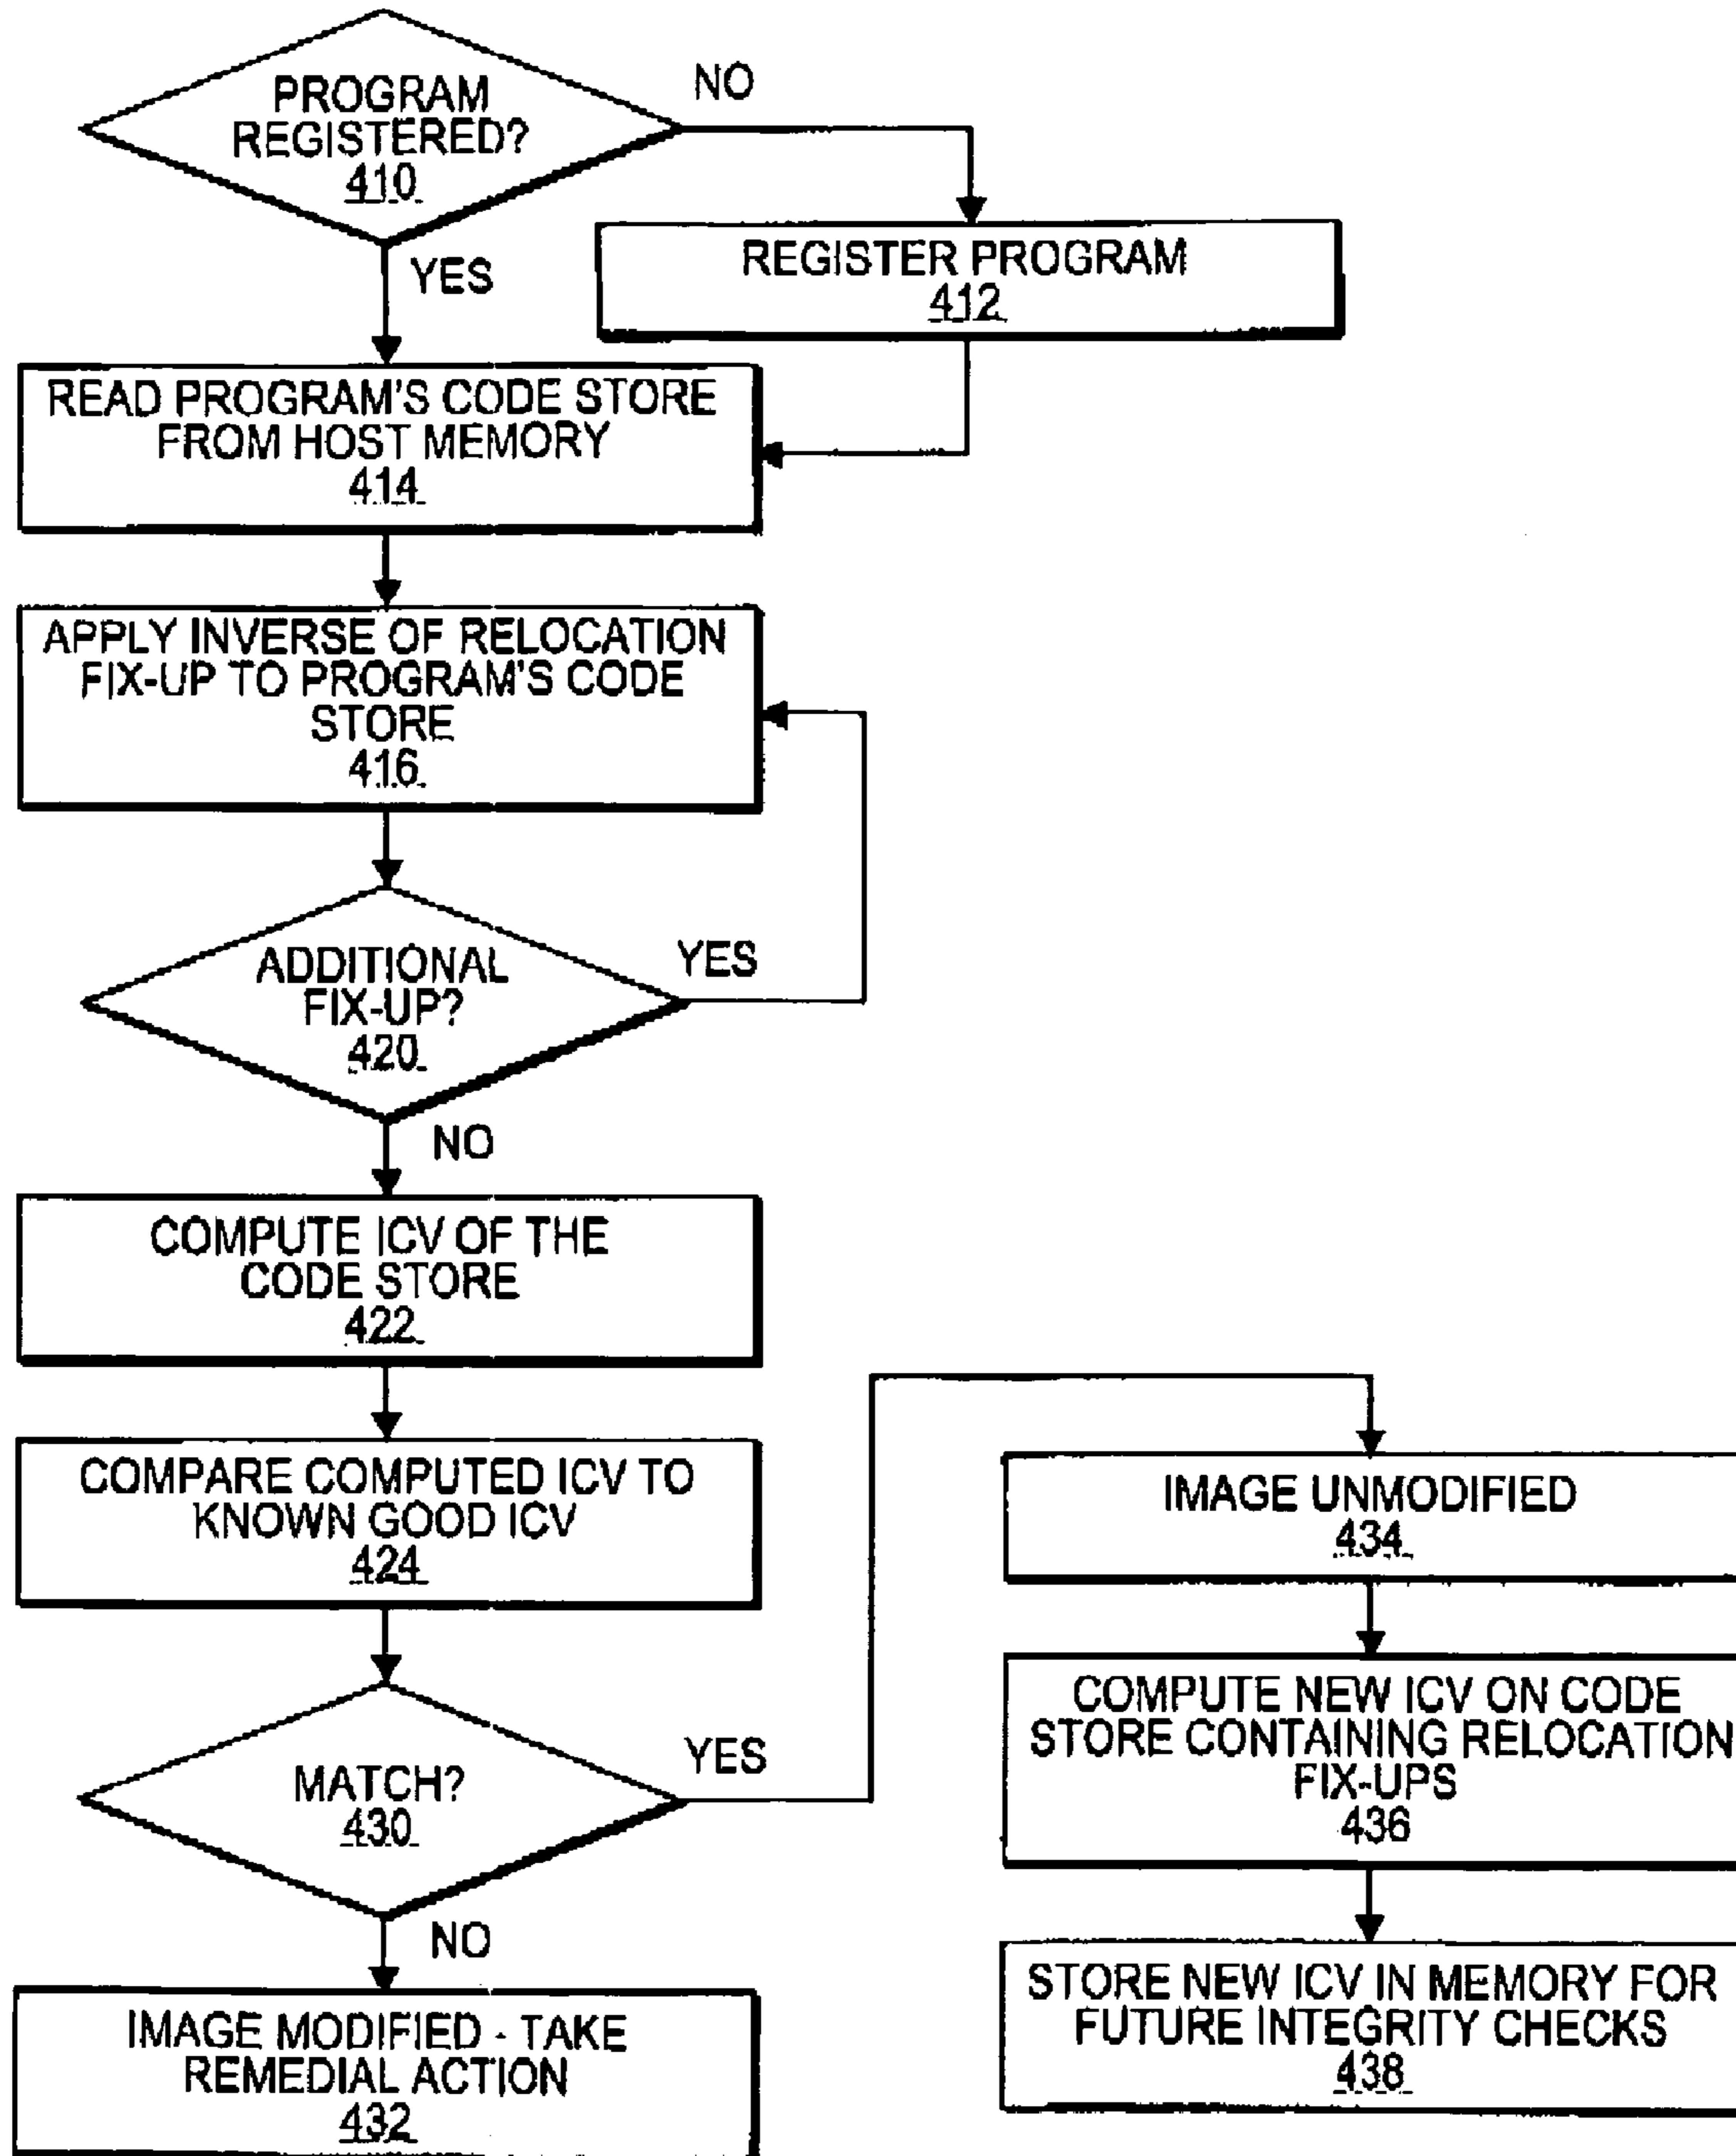 PROGRAM
REGISTERED?
410
NO
YES
REGISTER PROGRAM
412
READ PROGRAM'S CODE STORE
FROM HOST MEMORY
414
APPLY INVERSE OF RELOCATION
FIX-UP TO PROGRAM'S CODE
STORE
416
ADDITIONAL
FIX-UP?
420
YES
NO
COMPUTE ICV OF THE
CODE STORE
422
COMPARE COMPUTED ICV TO
KNOWN GOOD ICV
424
MATCH?
430
YES
NO
IMAGE MODIFIED - TAKE
REMEDIAL ACTION
432
IMAGE UNMODIFIED
434
COMPUTE NEW ICV ON CODE
STORE CONTAINING RELOCATION
FIX-UPS
436
STORE NEW ICV IN MEMORY FOR
FUTURE INTEGRITY CHECKS
438